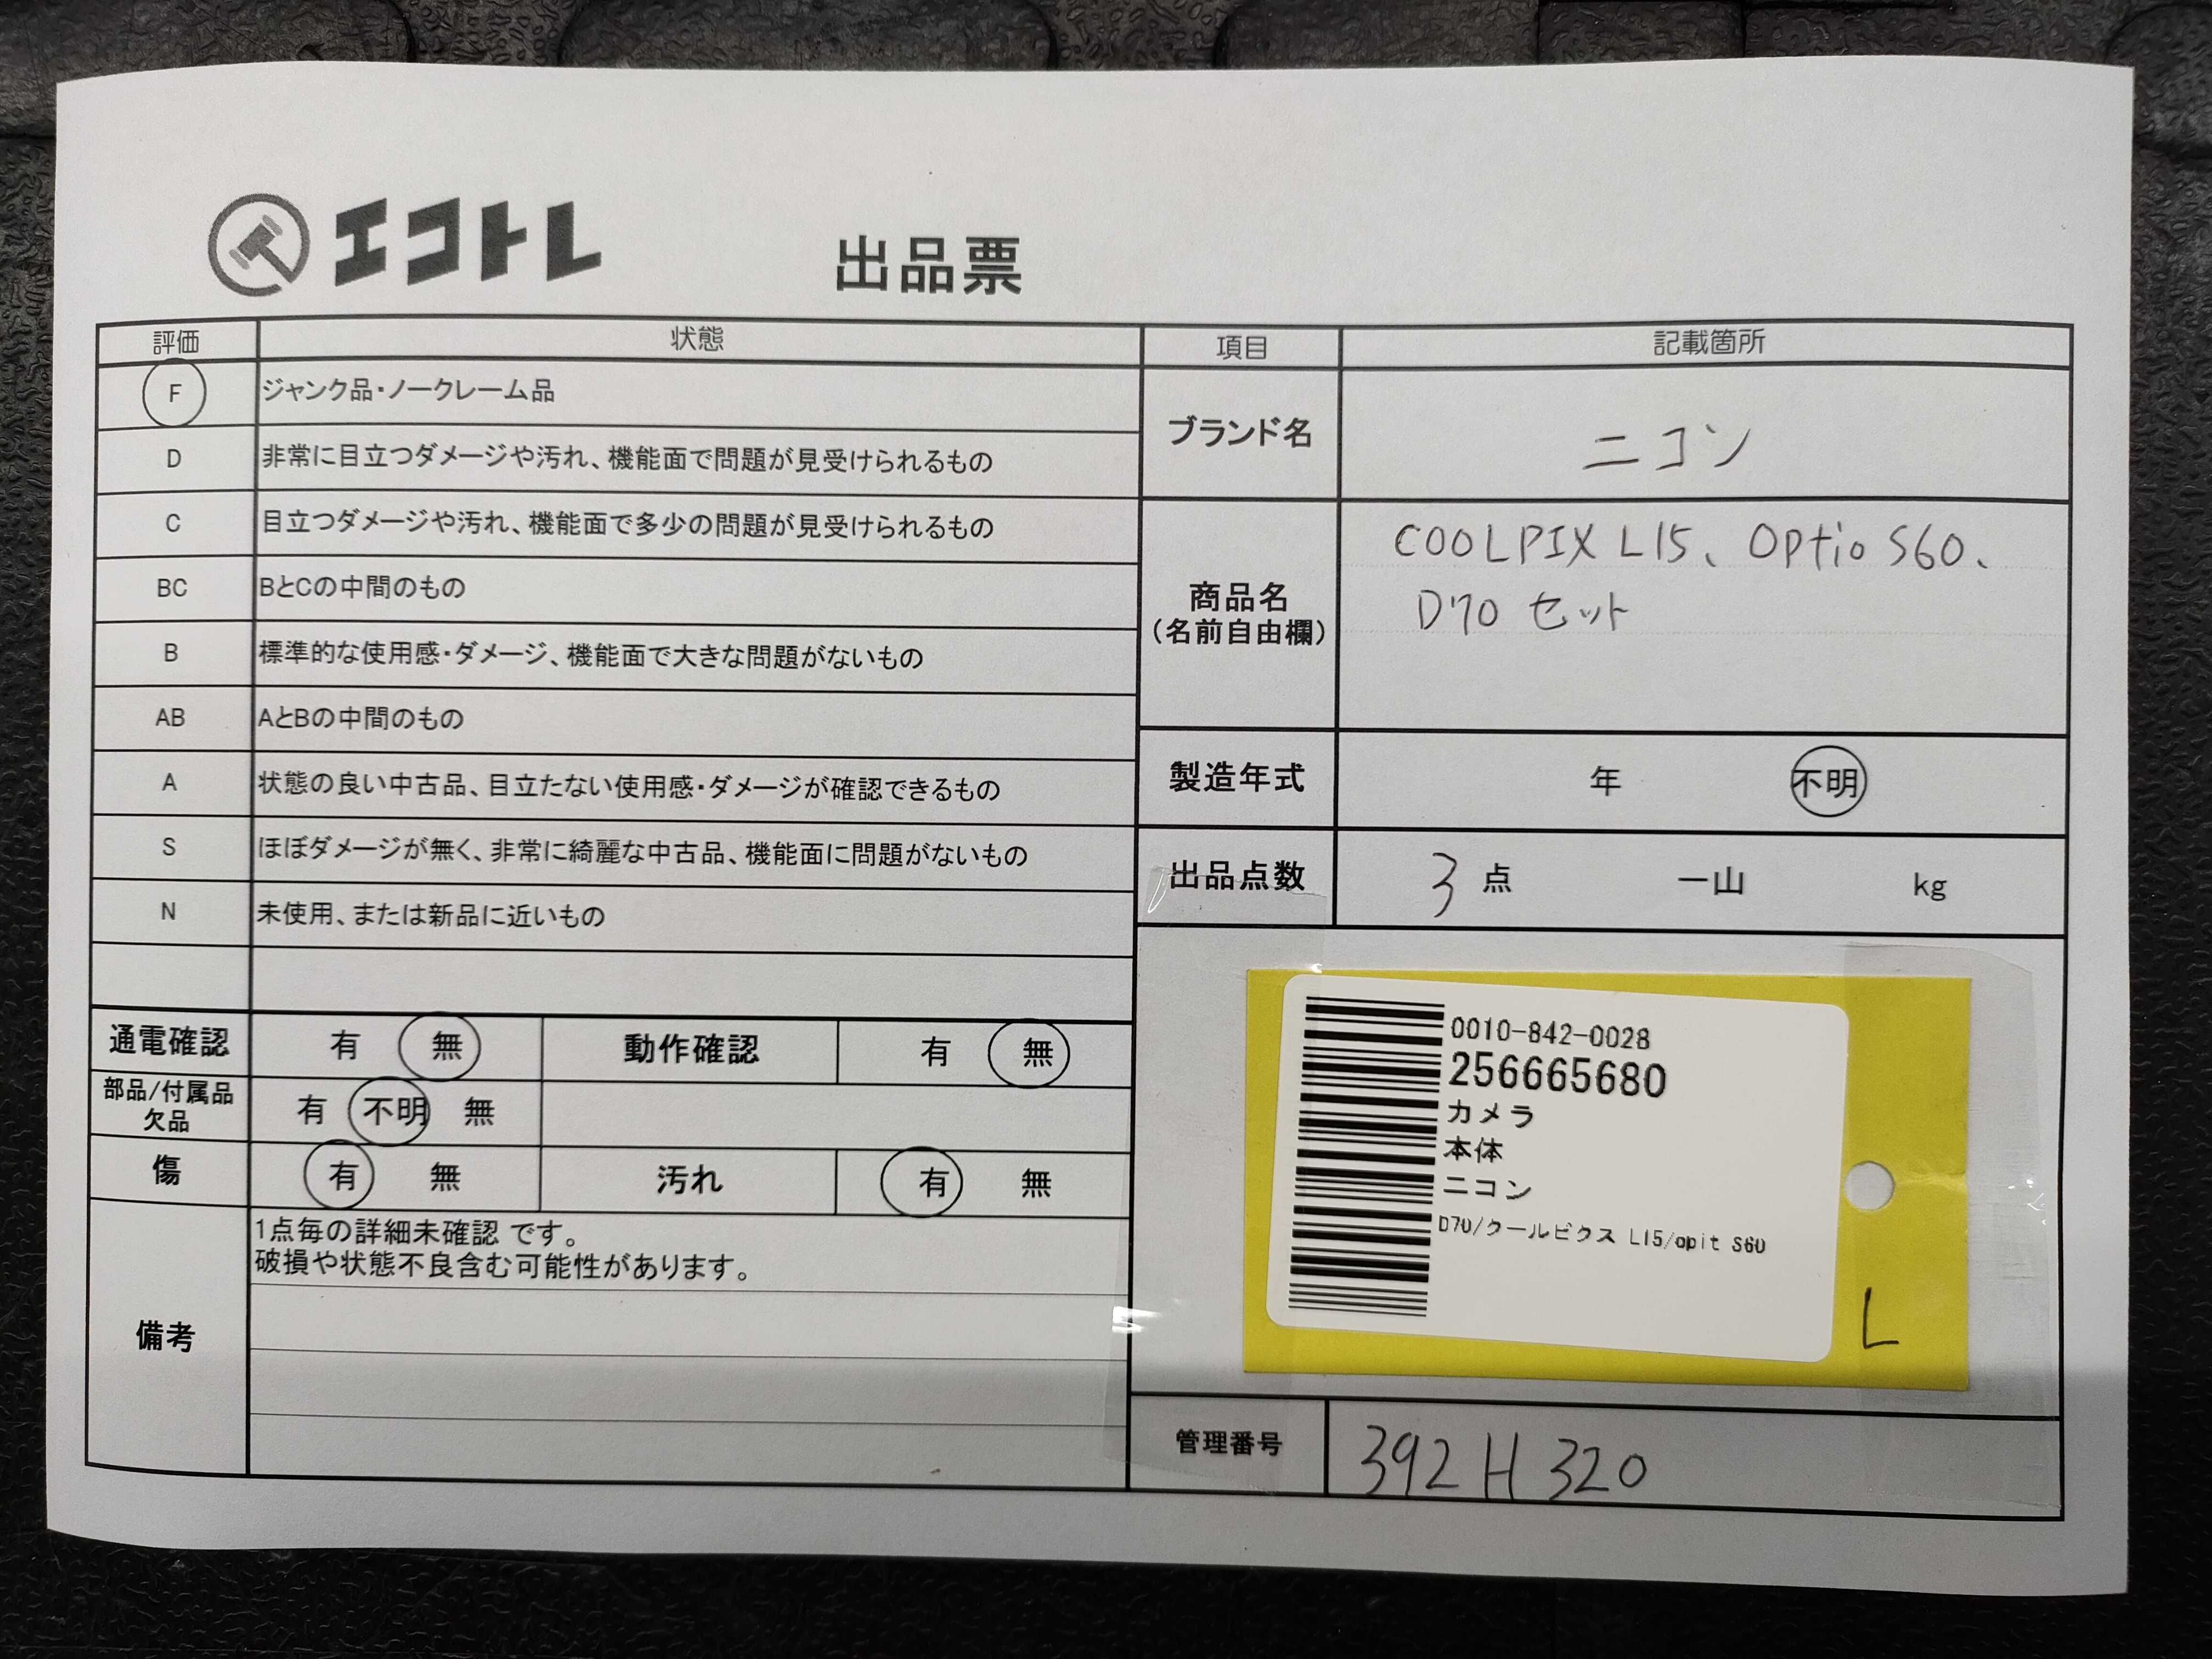 エコトレ
出品票
評価 状態
F ジャンク品・ノークレーム品
D 非常に目立つダメージや汚れ、機能面で問題が見受けられるもの
C 目立つダメージや汚れ、機能面で多少の問題が見受けられるもの
BC BとCの中間のもの
B 標準的な使用感・ダメージ、機能面で大きな問題がないもの
AB AとBの中間のもの
A 状態の良い中古品、目立たない使用感・ダメージが確認できるもの
S ほぼダメージが無く、非常に綺麗な中古品、機能面に問題がないもの
N 未使用、または新品に近いもの
通電確認 有 無 動作確認 有 無
部品/付属品
欠品
有 不明 無
傷 有 無 汚れ 有 無
備考
1点毎の詳細未確認 です。
破損や状態不良含む可能性があります。
項目 記載箇所
ブランド名 ニコン
商品名
(名前自由欄)
COOLPIX L15、Optio S60、
D70 セット
製造年式 年 不明
出品点数 3 点 一山 kg
0010-842-0028
256665680
カメラ
本体
ニコン
D70/クールピクス L15/opit S60
L
管理番号 392H320